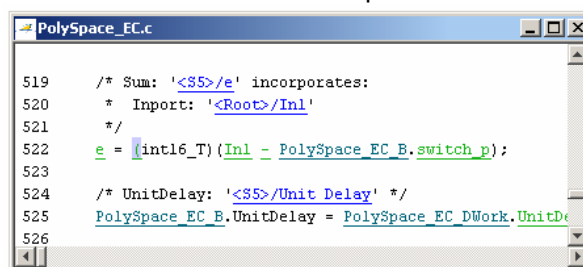 PolySpace_EC.c
519 /* Sum: '<S5>/e' incorporates:
520 * Inport: '<Root>/In1'
521 */
522 e = (int16_T)(In1 - PolySpace_EC_B.switch_p);
523
524 /* UnitDelay: '<S5>/Unit Delay' */
525 PolySpace_EC_B.UnitDelay = PolySpace_EC_DWork.UnitDe
526